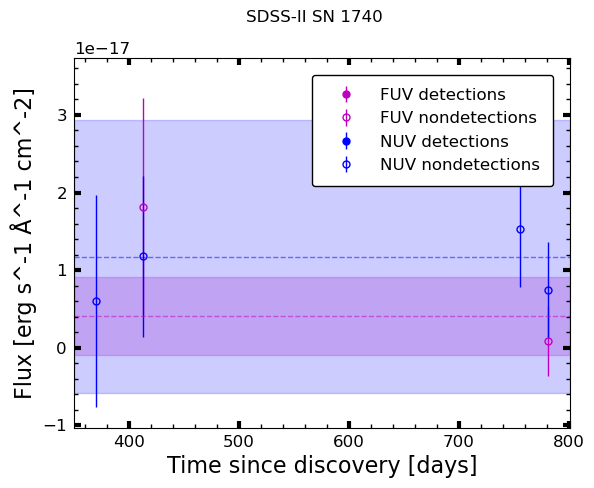 SDSS-II SN 1740
1e−17
FUV detections
FUV nondetections
NUV detections
NUV nondetections
3
2
1
0
−1
400
500
600
700
800
Flux [erg s^-1 Å^-1 cm^-2]
Time since discovery [days]